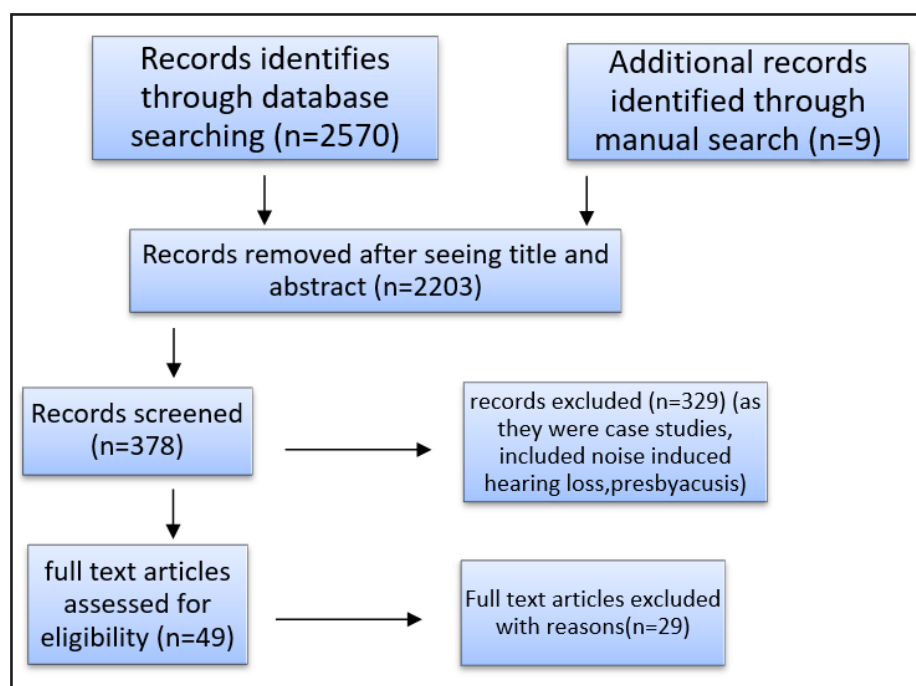 Records identifies
through database
searching (n=2570)
Additional records
identified through
manual search (n=9)
Records removed after seeing title and
abstract (n=2203)
Records screened
(n=378)
records excluded (n=329) (as
they were case studies,
included noise induced
hearing loss,presbyacusis)
full text articles
assessed for
eligibility (n=49)
Full text articles excluded
with reasons(n=29)